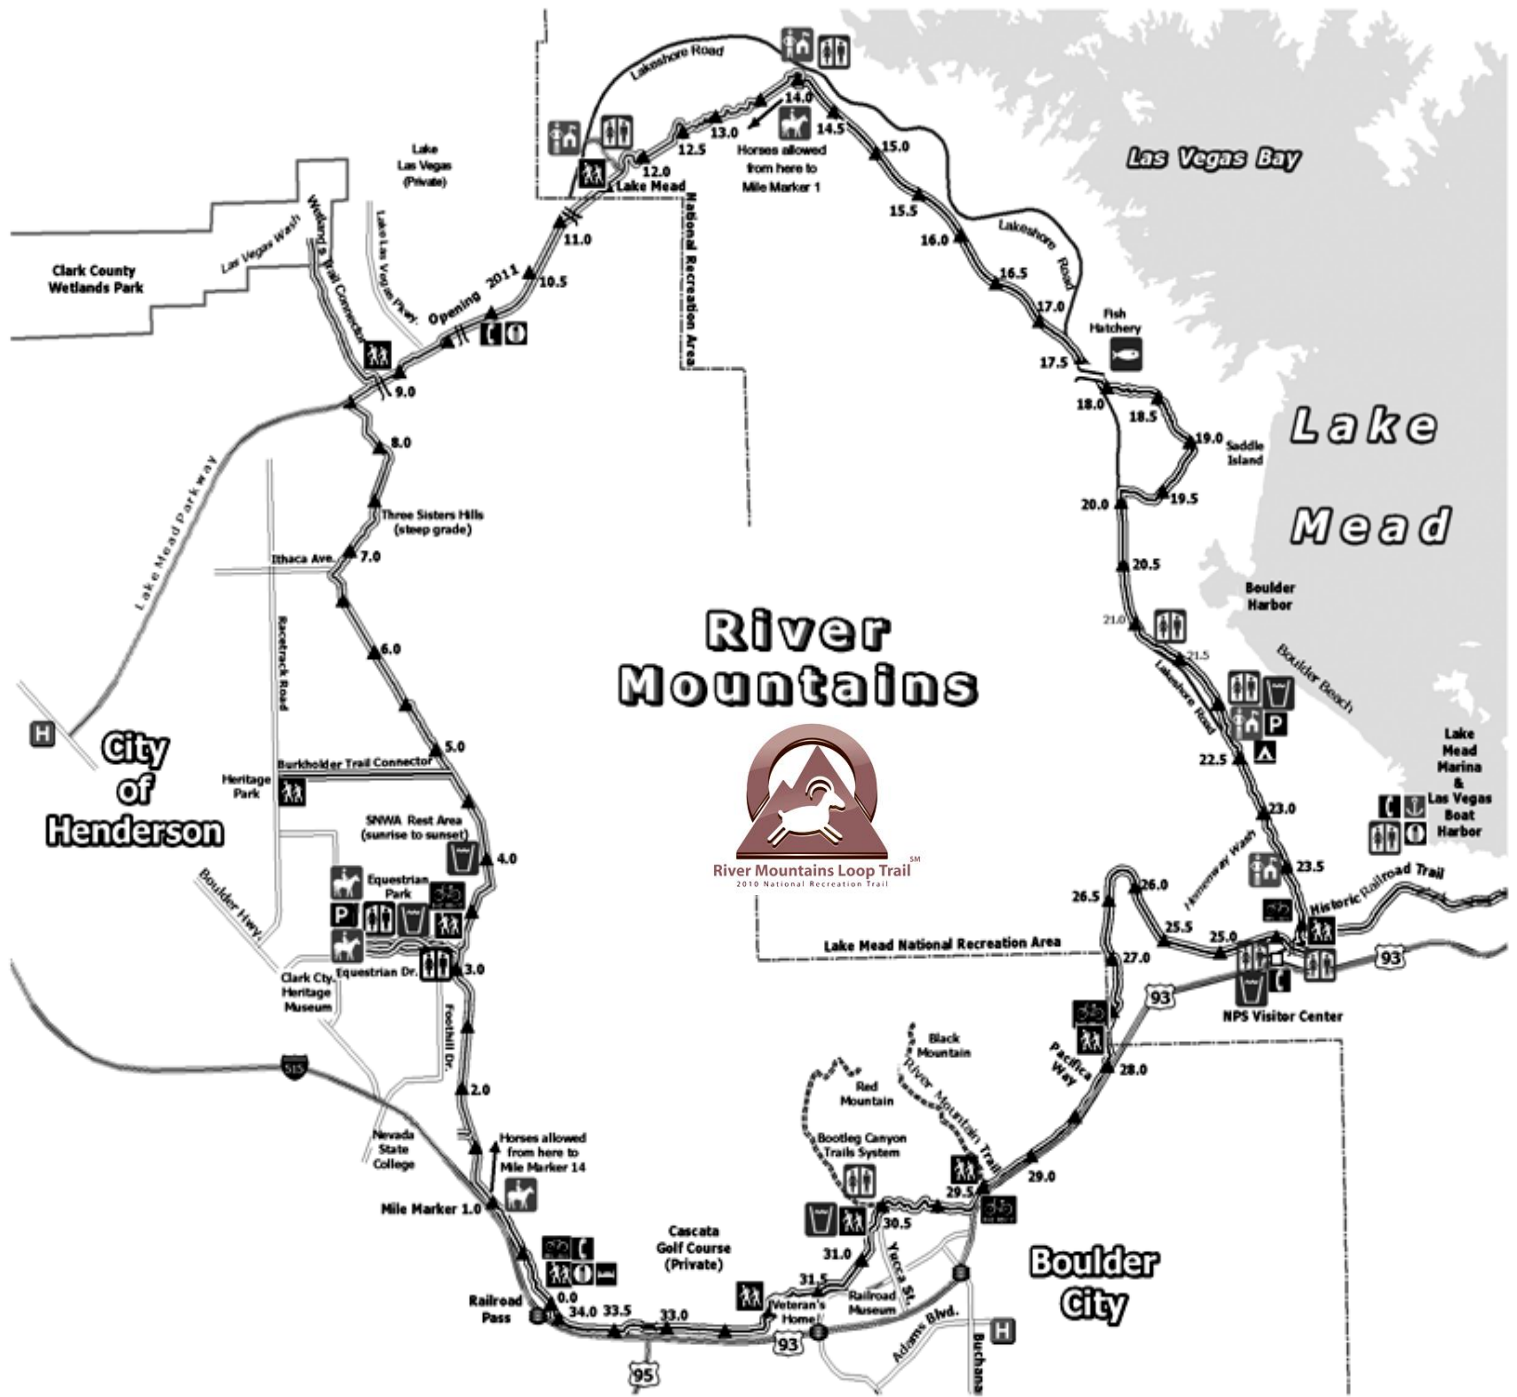 Lakeshore Road
14.0
14.5
13.0
12.5
12.0
Horses allowed
from here to
Mile Marker 1
15.0
15.5
16.0
16.5
17.0
17.5
Lakeshore
Road
Las Vegas Bay
Lake
Las Vegas
(Private)
Lake Mead
National Recreation Area
11.0
10.5
Opening 2011
Wetlands Trail Connector
Las Vegas Wash
Lake Las Vegas Pkwy.
Clark County
Wetlands Park
Fish
Hatchery
18.0
18.5
19.0
Saddle
Island
19.5
20.0
20.5
Lake
Mead
9.0
8.0
Three Sisters Hills
(steep grade)
7.0
Ithaca Ave.
Lake Mead Parkway
Racetrack Road
6.0
5.0
River
Mountains
River Mountains Loop Trail SM
2010 National Recreation Trail
Boulder
Harbor
Boulder Beach
21.0
21.5
Lakeshore Road
P
22.5
23.0
23.5
Lake
Mead
Marina
&
Las Vegas
Boat
Harbor
Hemenway Wash
Historic Railroad Trail
H
City
of
Henderson
Burkholder Trail Connector
Heritage
Park
SNWA Rest Area
(sunrise to sunset)
4.0
Equestrian
Park
P
Boulder Hwy.
Equestrian Dr.
3.0
Clark Cty.
Heritage
Museum
Foothill Dr.
515
2.0
Nevada
State
College
Horses allowed
from here to
Mile Marker 14
Mile Marker 1.0
Railroad
Pass
0.0
34.0
33.5
33.0
95
93
Cascata
Golf Course
(Private)
Veteran's
Home
31.5
31.0
30.5
Railroad
Museum
Yucca St.
Adams Blvd.
Buchana
H
Boulder
City
Bootleg Canyon
Trails System
Red
Mountain
Black
Mountain
River Mountain Trail
29.5
29.0
28.0
Pacifica
Way
27.0
26.5
26.0
25.5
25.0
Lake Mead National Recreation Area
93
93
NPS Visitor Center